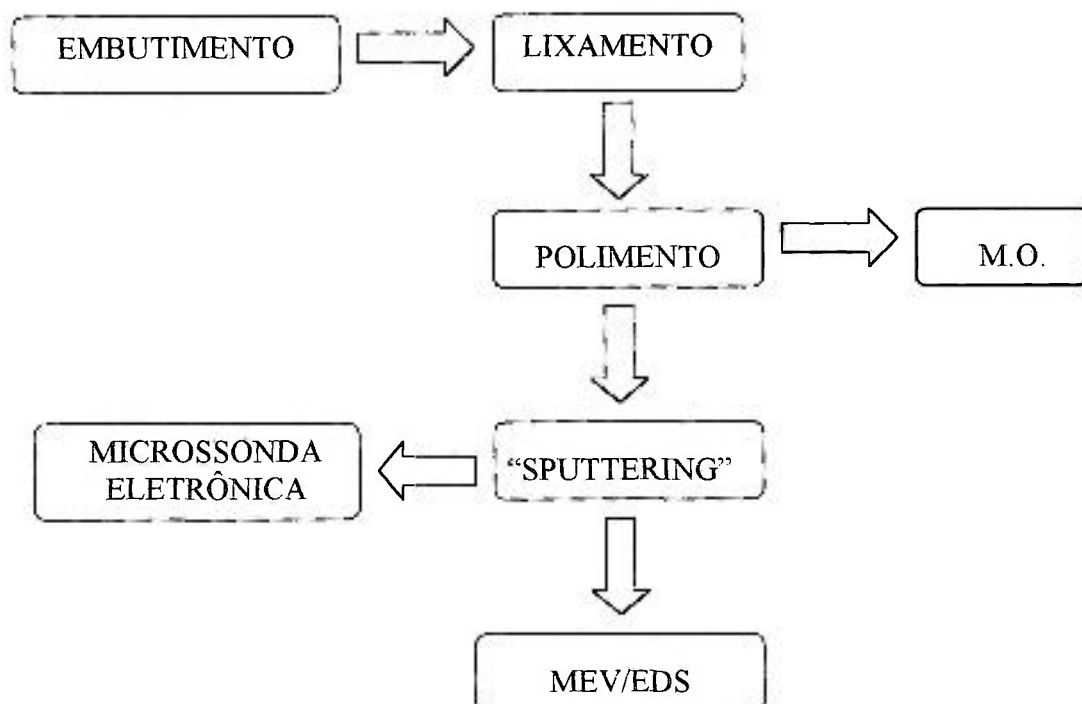 EMBUTIMENTO
LIXAMENTO
POLIMENTO
M.O.
MICROSSONDA
ELETRÔNICA
“SPUTTERING”
MEV/EDS